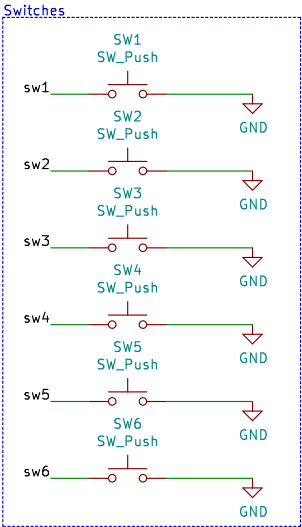 Switches
SW1
SW_Push
sw1
GND
SW2
SW_Push
sw2
GND
SW3
SW_Push
sw3
GND
SW4
SW_Push
sw4
GND
SW5
SW_Push
sw5
GND
SW6
SW_Push
sw6
GND